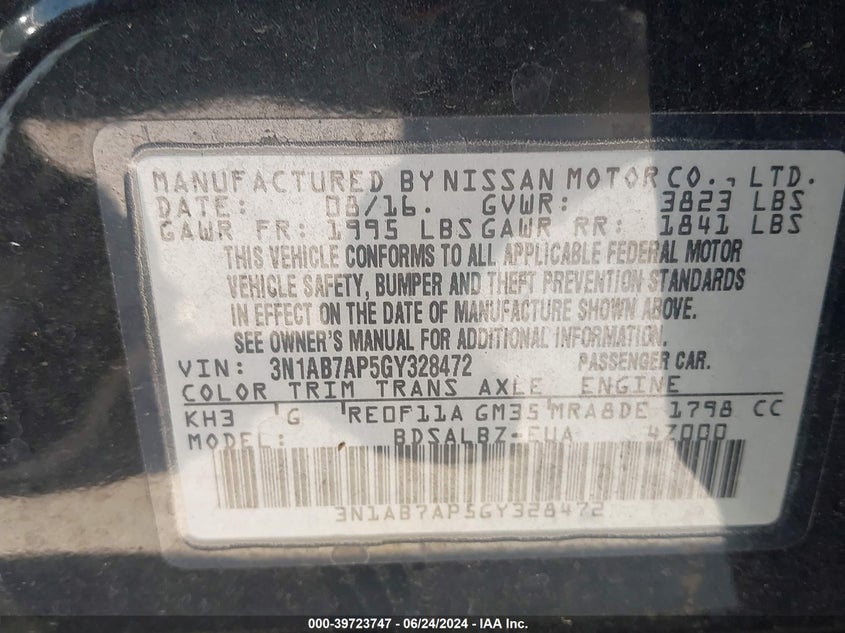 MANUFACTURED BY NISSAN MOTOR CO., LTD.
DATE: 08/16. GVWR: 3823 LBS
GAWR FR: 1995 LBS GAWR RR: 1841 LBS
THIS VEHICLE CONFORMS TO ALL APPLICABLE FEDERAL MOTOR
VEHICLE SAFETY, BUMPER AND THEFT PREVENTION STANDARDS
IN EFFECT ON THE DATE OF MANUFACTURE SHOWN ABOVE.
SEE OWNER'S MANUAL FOR ADDITIONAL INFORMATION.
VIN: 3N1AB7AP5GY328472 PASSENGER CAR.
COLOR TRIM TRANS AXLE ENGINE
KH3 G RE0F11A GM35 MRA8DE 1798 CC
MODEL: BDSALBZ-EUA 4Z000
3N1AB7AP5GY328472
000-39723747 - 06/24/2024 - IAA Inc.